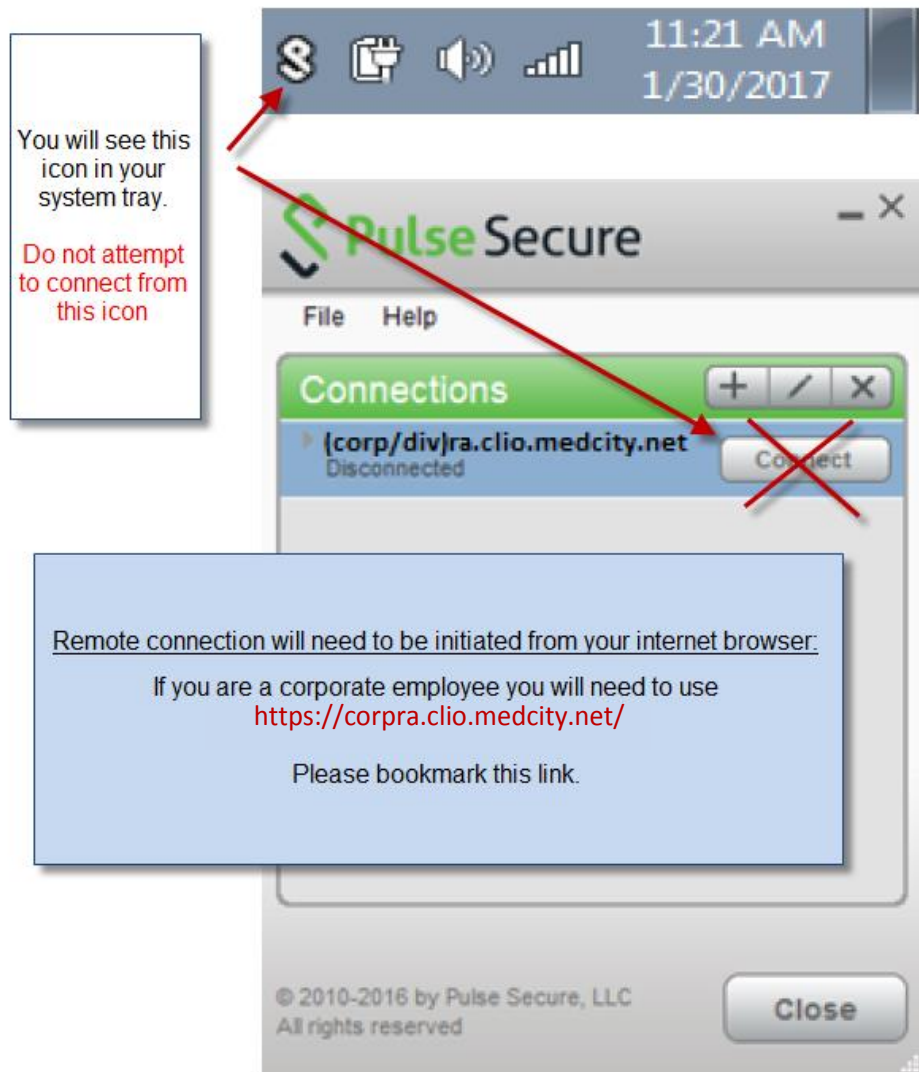 11:21 AM
1/30/2017
You will see this
icon in your
system tray.
Do not attempt
to connect from
this icon
Pulse Secure
File Help
Connections
(corp/div)ra.clio.medcity.net
Connect
Disconnected
Remote connection will need to be initiated from your internet browser:
If you are a corporate employee you will need to use
https://corpra.clio.medcity.net/
Please bookmark this link.
© 2010-2016 by Pulse Secure, LLC
All rights reserved
Close